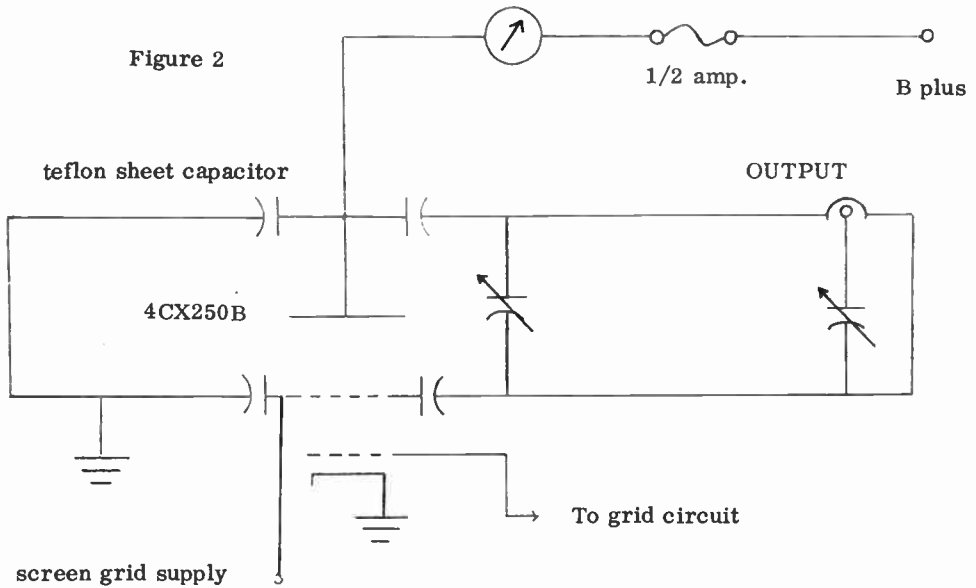 Figure 2
1/2 amp.
B plus
teflon sheet capacitor
OUTPUT
4CX250B
To grid circuit
screen grid supply